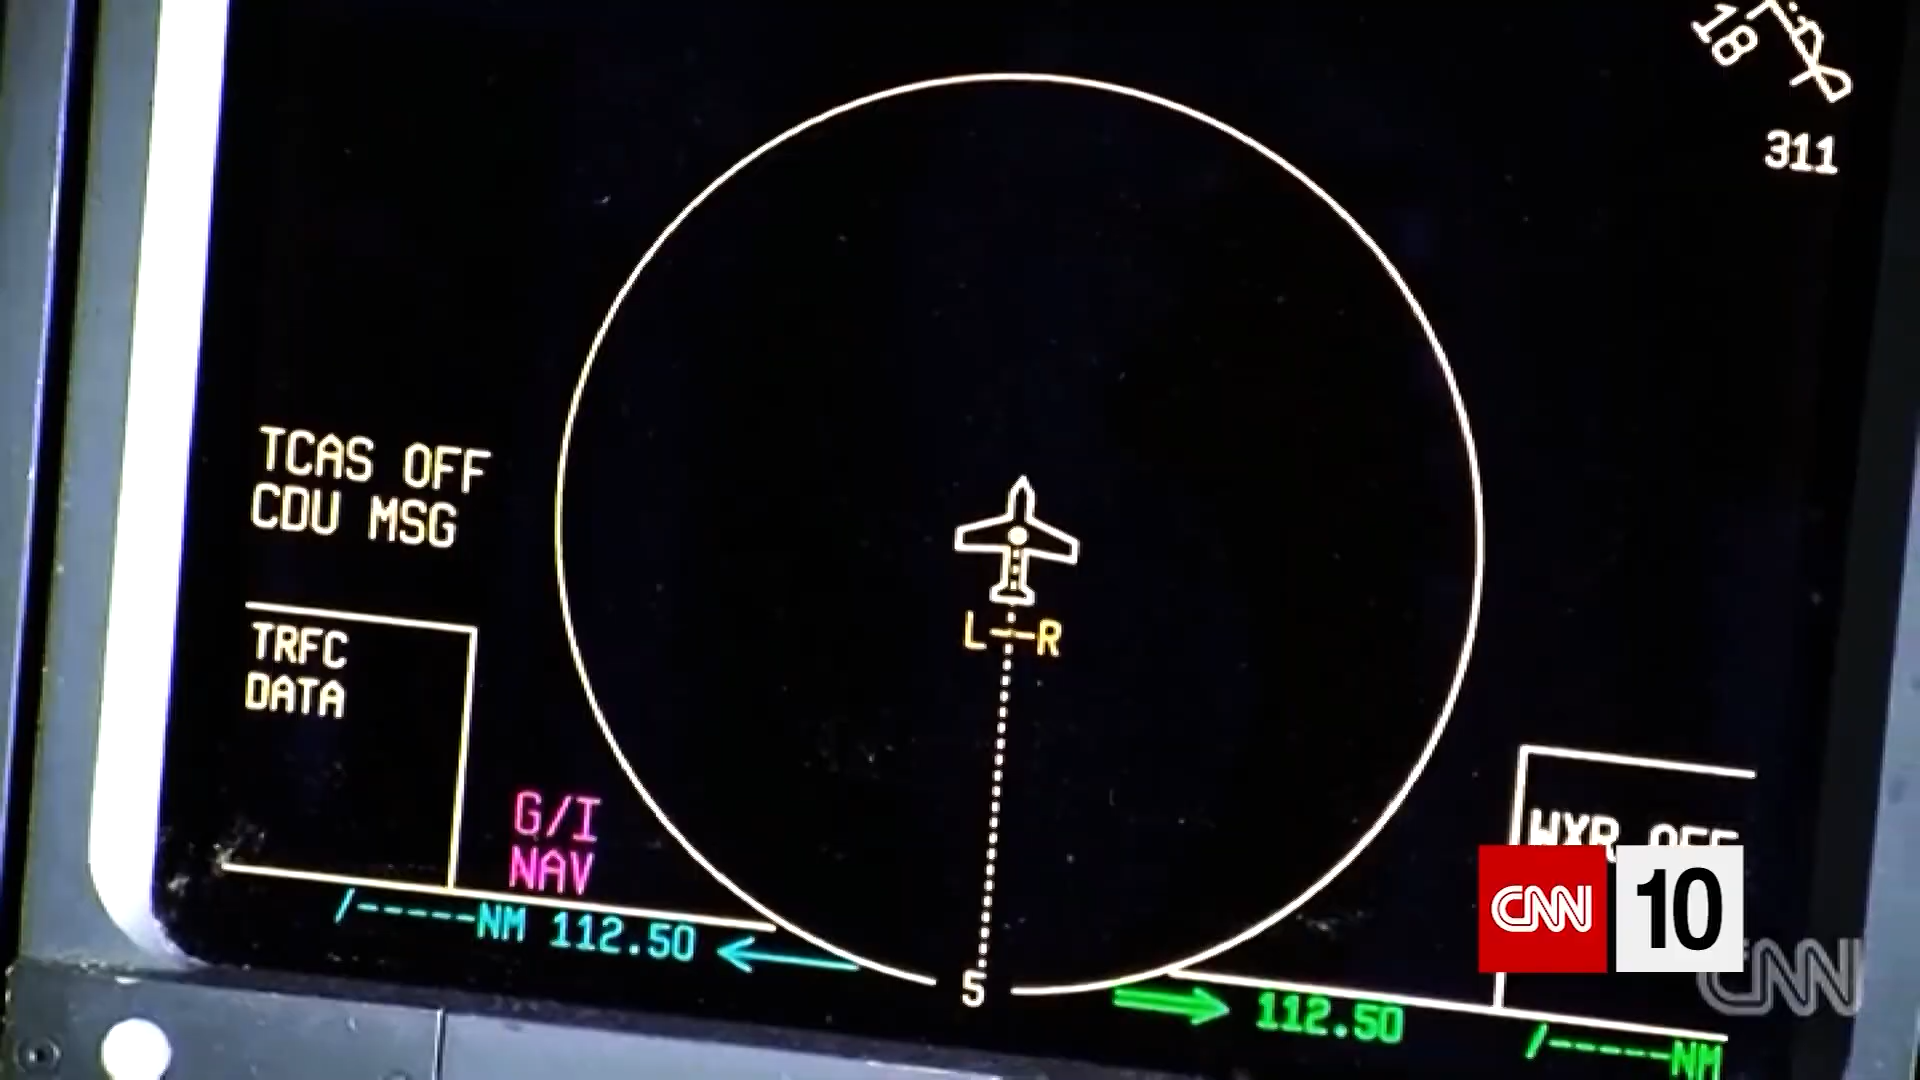 18
311
TCAS OFF
CDU MSG
L--R
TRFC
DATA
G/I
NAV
WXR OFF
/-----NM 112.50
5
112.50
/-----NM
CNN 10
CNN